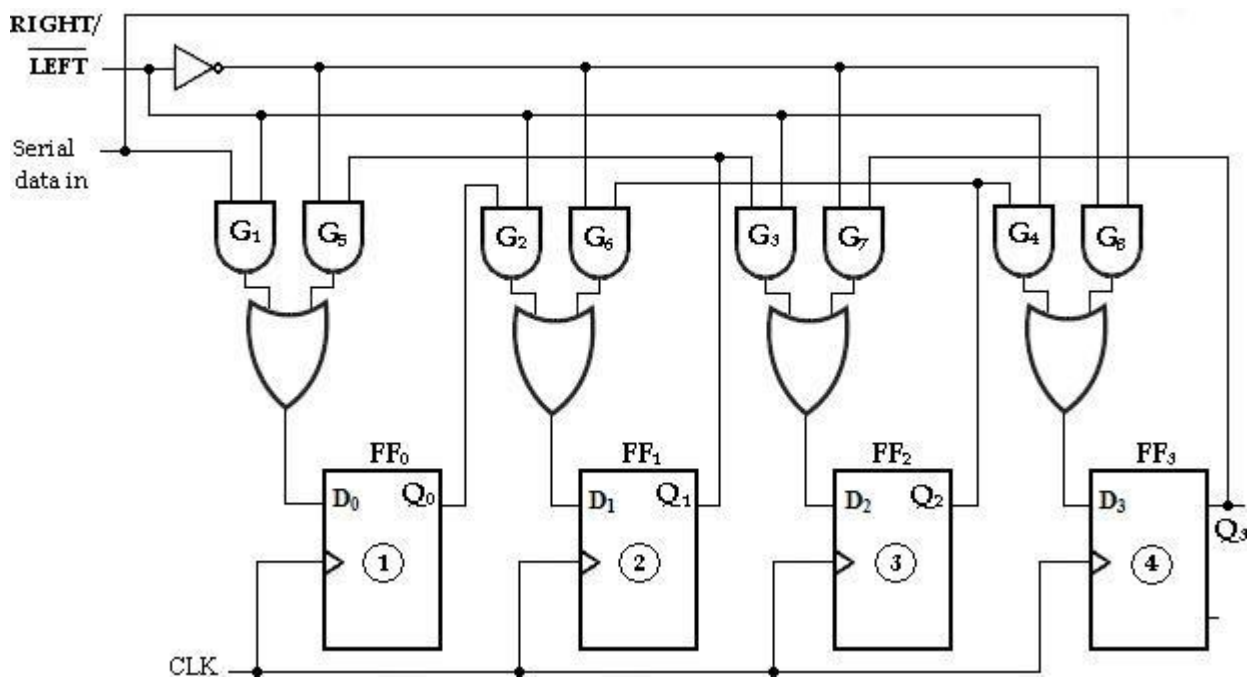 RIGHT/
LEFT
Serial
data in
G₁ G₅ G₂ G₆ G₃ G₇ G₄ G₈
FF₀ FF₁ FF₂ FF₃
D₀ Q₀ D₁ Q₁ D₂ Q₂ D₃ Q₃
1 2 3 4
CLK